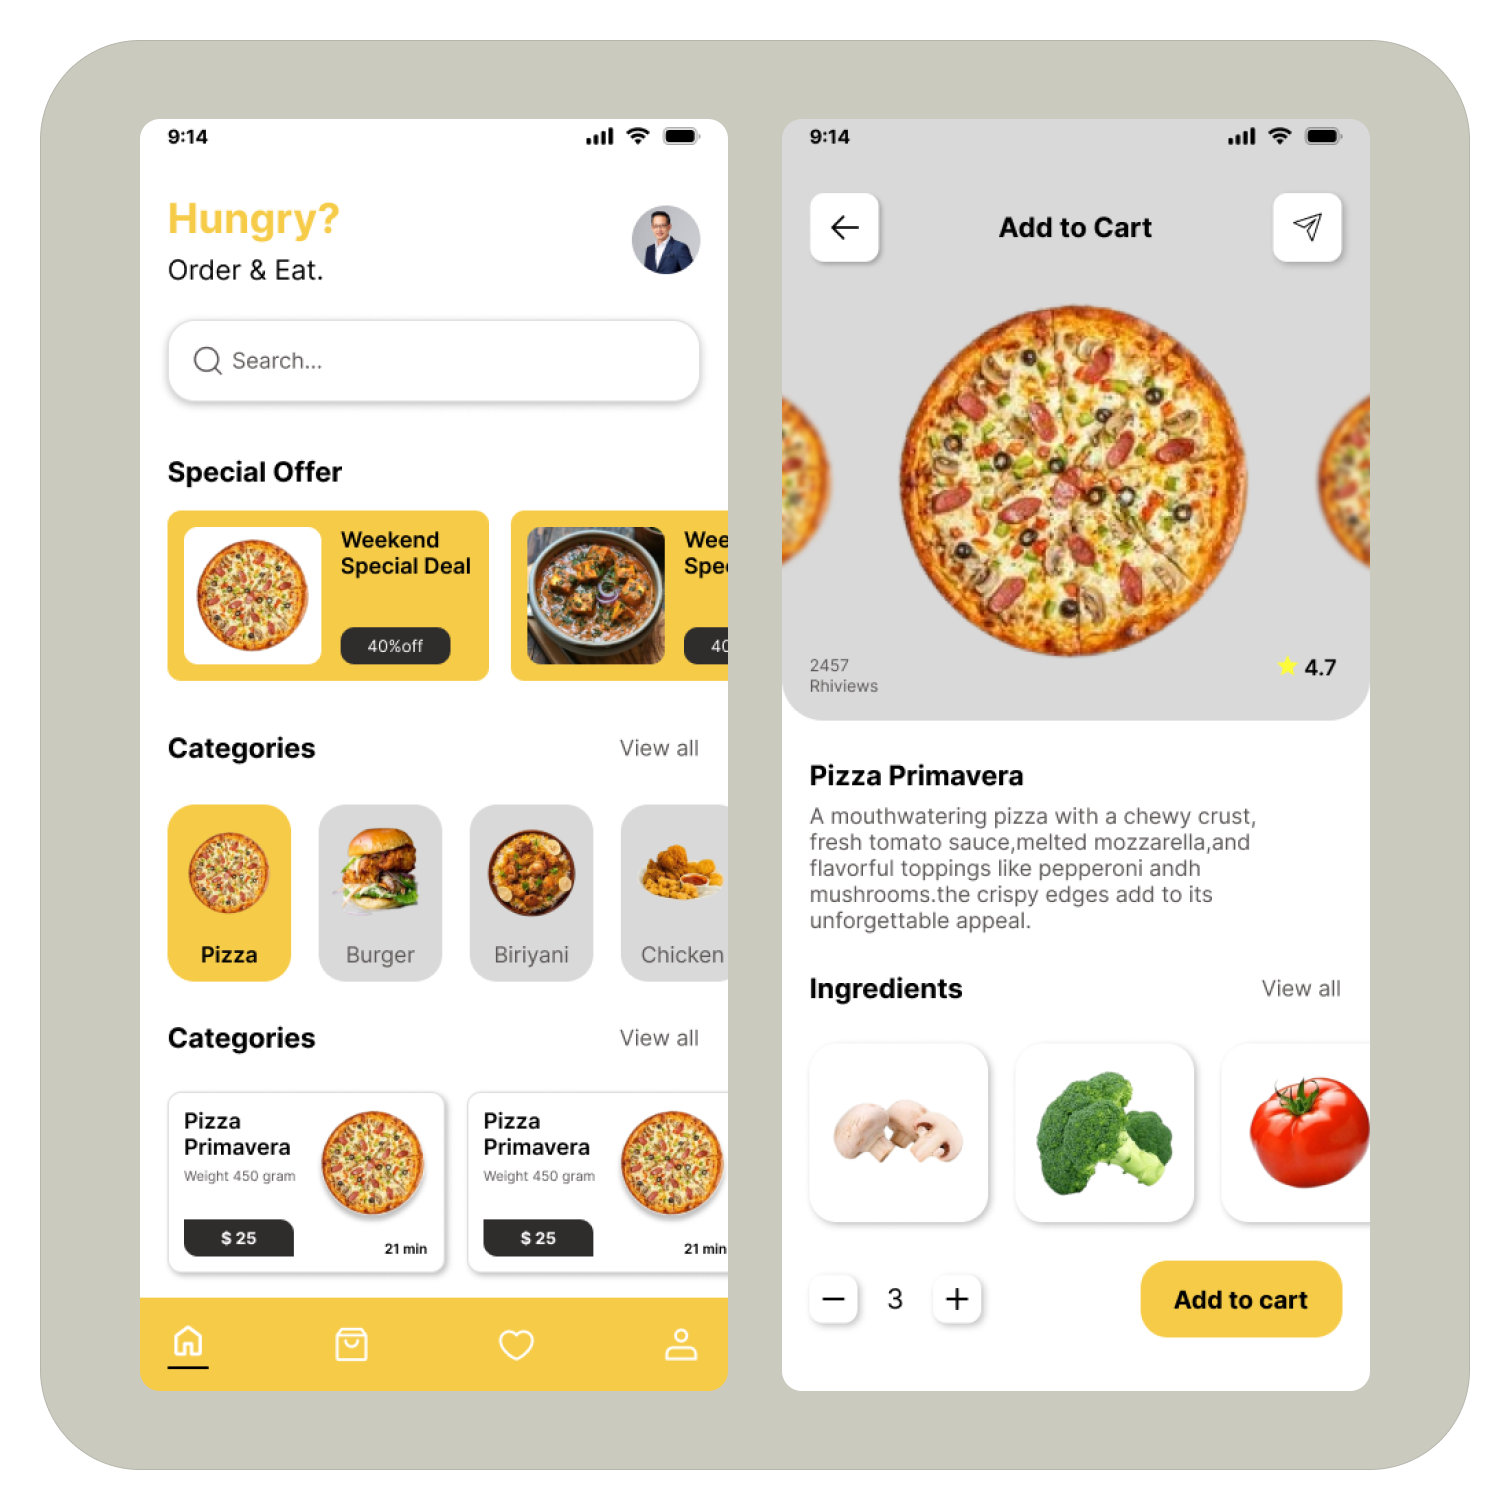 9:14
Hungry?
Order & Eat.
Search...
Special Offer
Weekend
Special Deal
40%off
Wee
Spec
40
Categories
View all
Pizza
Burger
Biriyani
Chicken
Categories
View all
Pizza
Primavera
Weight 450 gram
$ 25
21 min
Pizza
Primavera
Weight 450 gram
$ 25
21 min
9:14
Add to Cart
2457
Rhiviews
4.7
Pizza Primavera
A mouthwatering pizza with a chewy crust,
fresh tomato sauce,melted mozzarella,and
flavorful toppings like pepperoni andh
mushrooms.the crispy edges add to its
unforgettable appeal.
Ingredients
View all
3
Add to cart